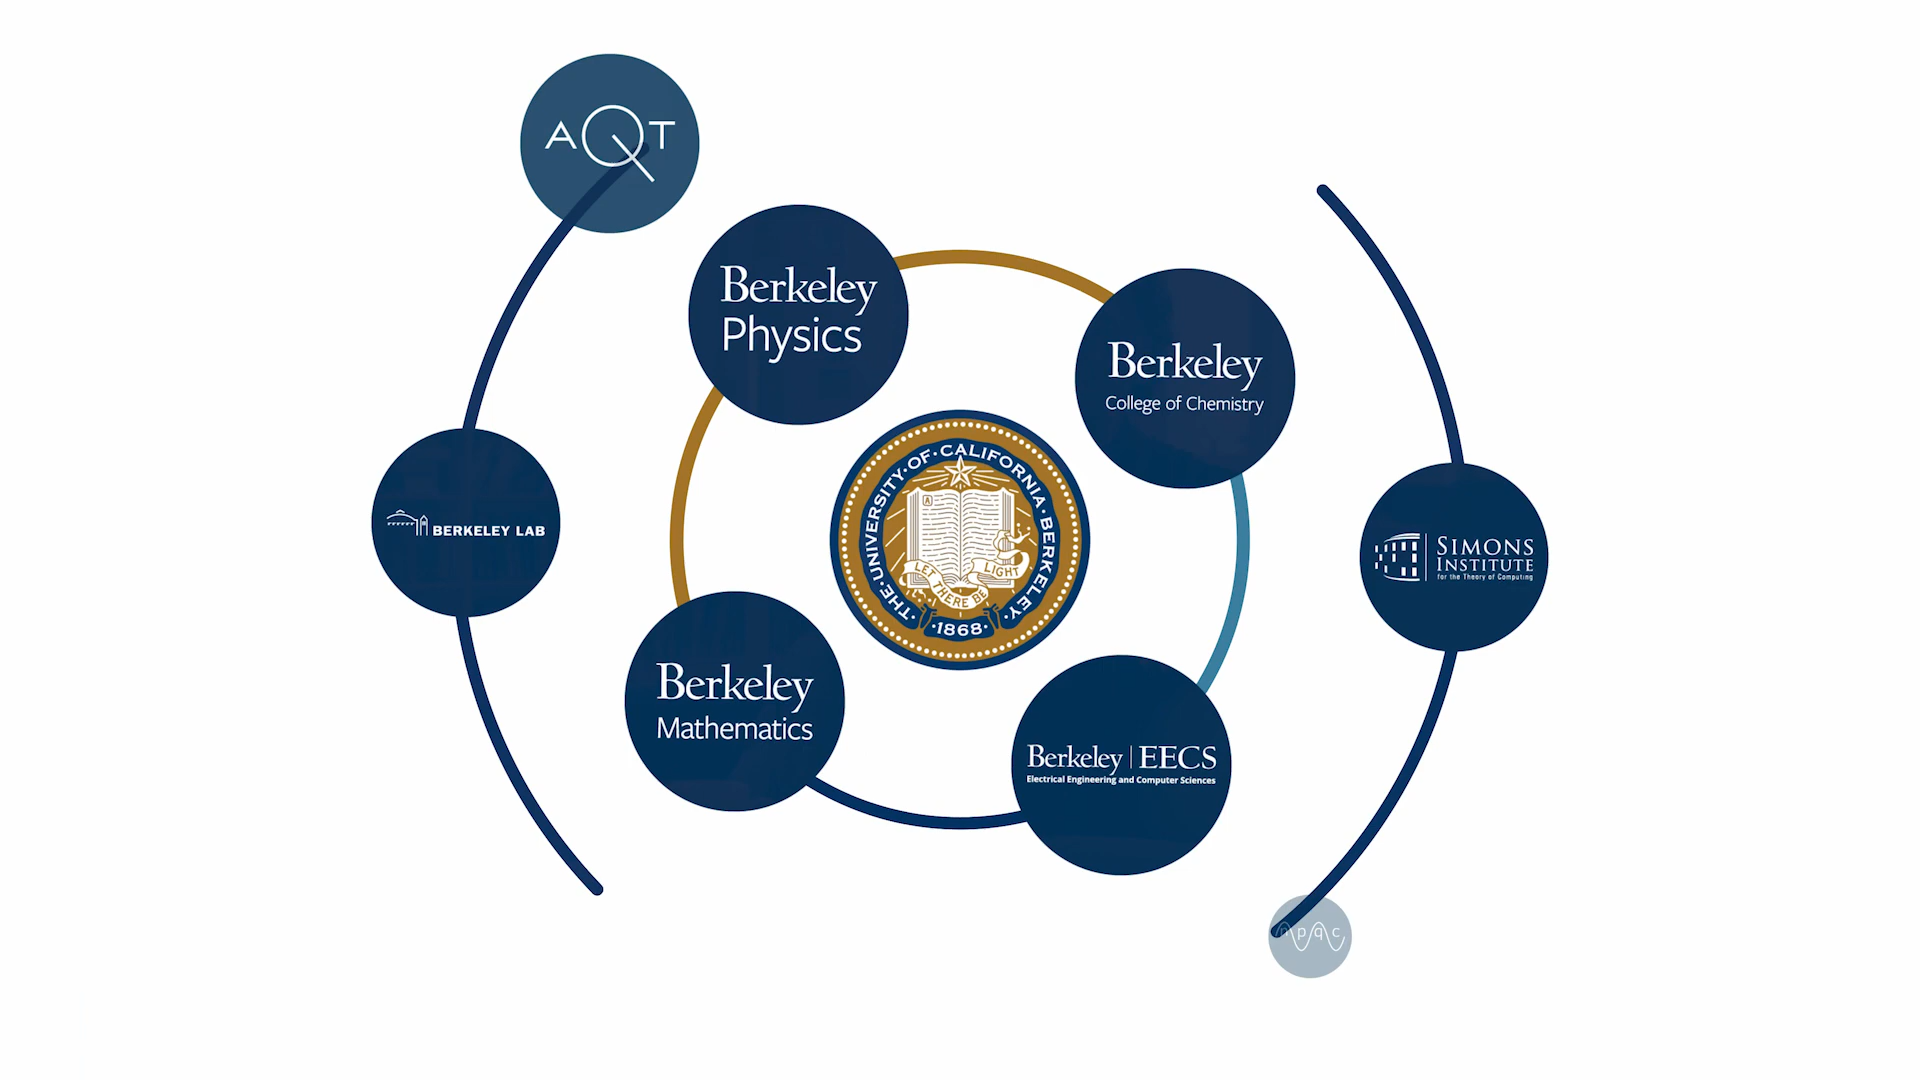 AQT
Berkeley
Physics
Berkeley
College of Chemistry
THE·UNIVERSITY·OF·CALIFORNIA·BERKELEY
A
LET THERE BE LIGHT
·1868·
BERKELEY LAB
SIMONS
INSTITUTE
for the Theory of Computing
Berkeley
Mathematics
Berkeley | EECS
Electrical Engineering and Computer Sciences
pqc